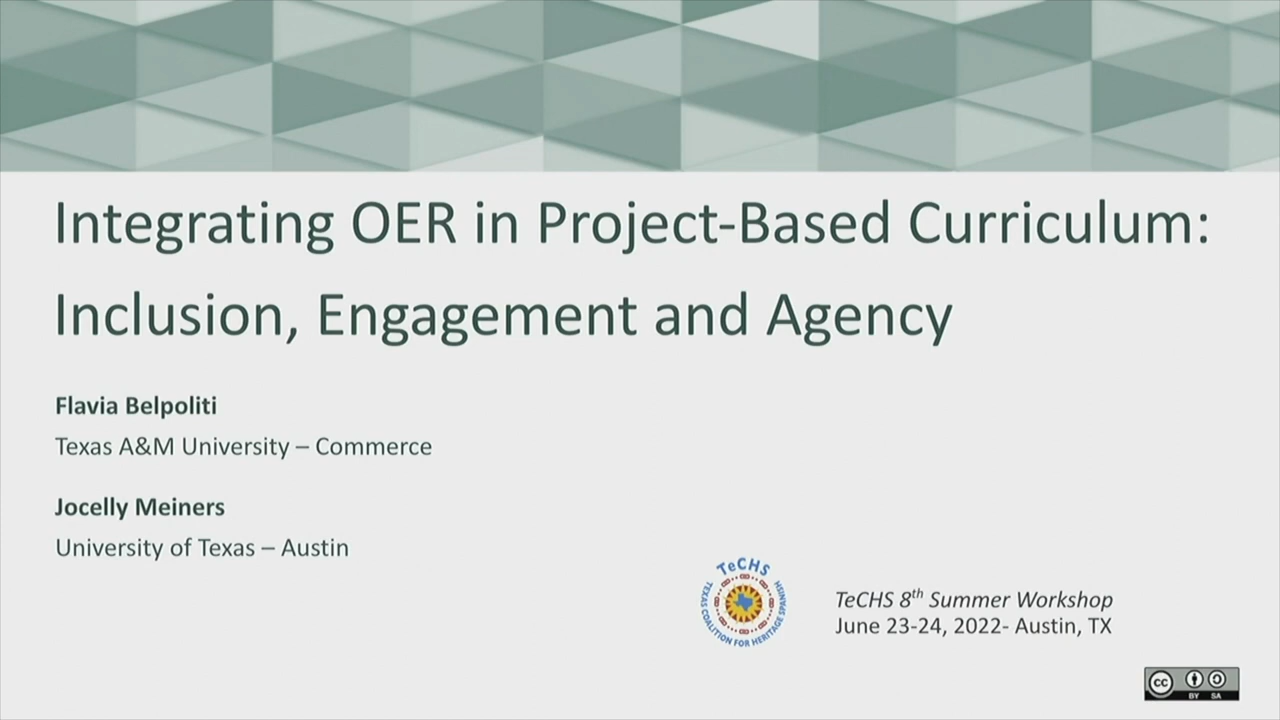 Integrating OER in Project-Based Curriculum:
Inclusion, Engagement and Agency
Flavia Belpoliti
Texas A&M University – Commerce
Jocelly Meiners
University of Texas – Austin
TeCHS
TEXAS COALITION FOR HERITAGE SPANISH
TeCHS 8th Summer Workshop
June 23-24, 2022- Austin, TX
cc
BY SA